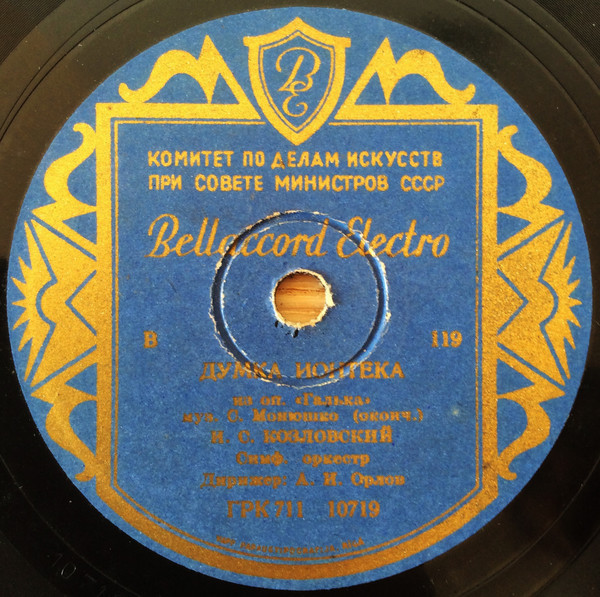 BE
КОМИТЕТ ПО ДЕЛАМ ИСКУССТВ
ПРИ СОВЕТЕ МИНИСТРОВ СССР
Bellaccord Electro
В 119
ДУМКА ИОНТЕКА
из оп. «Галька»
муз. С. Монюшко (оконч.)
И. С. КОЗЛОВСКИЙ
Симф. оркестр
Дирижер: А. И. Орлов
ГРК 711 10719